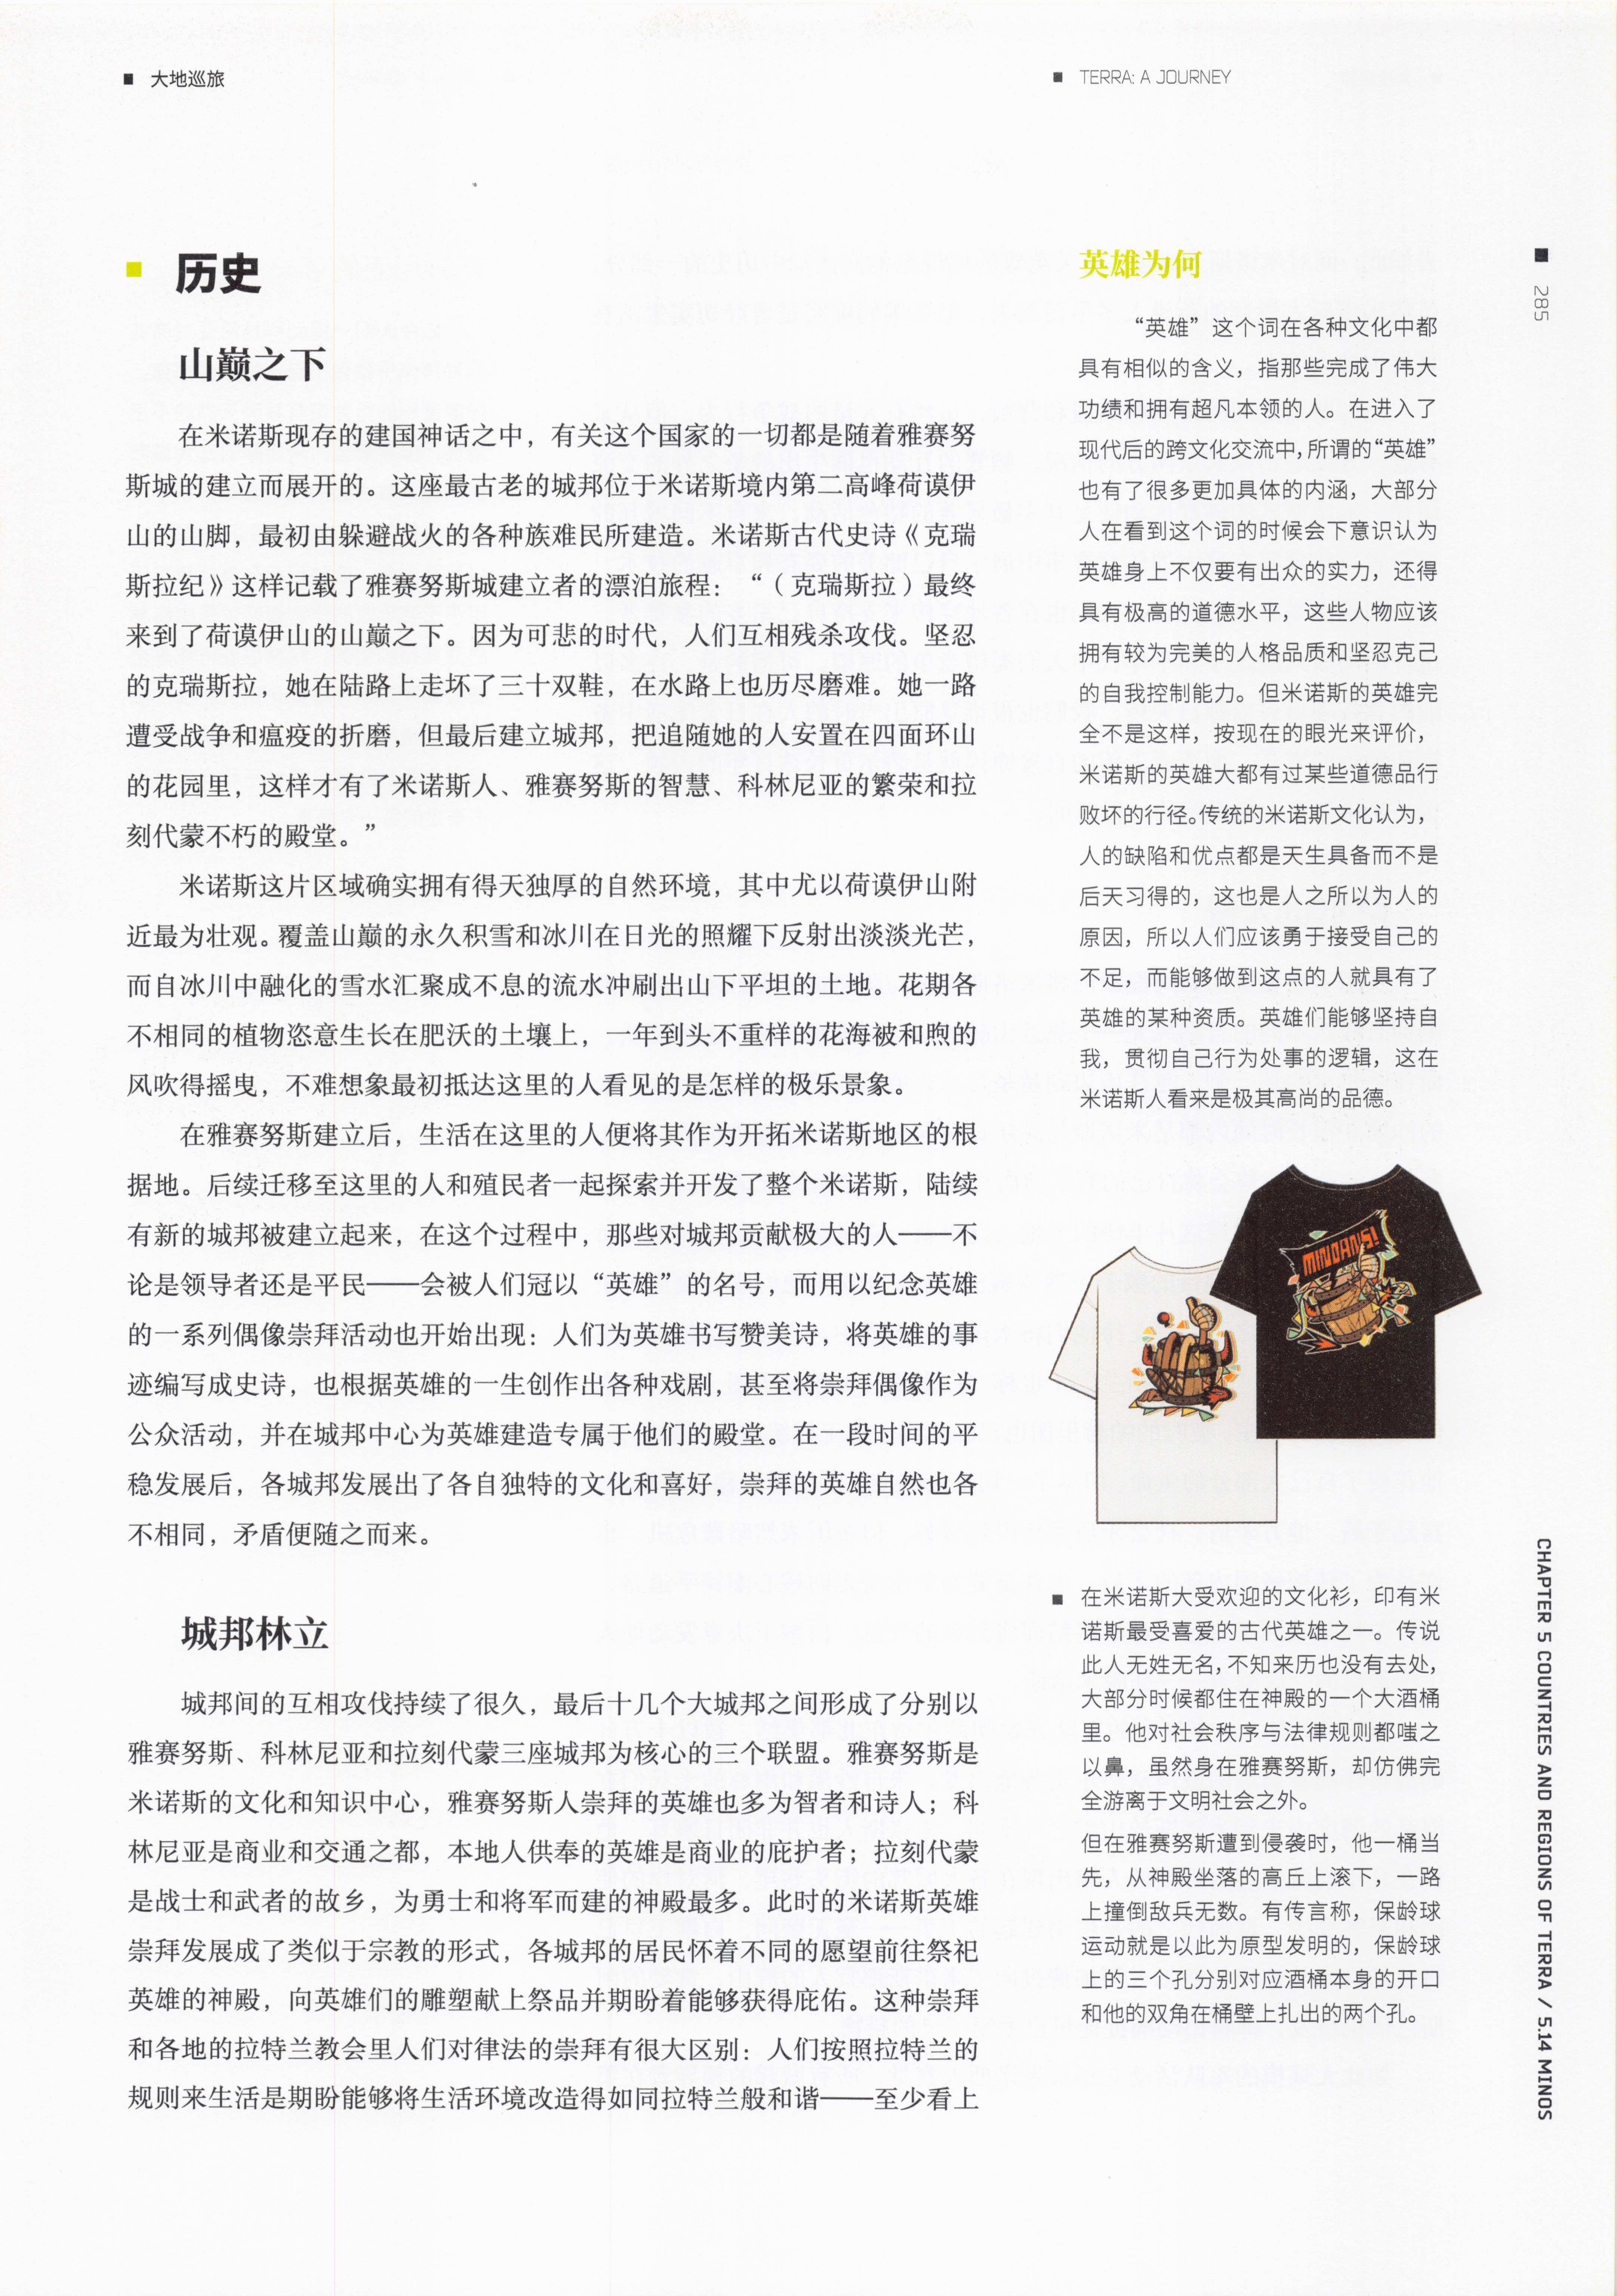 大地巡旅
TERRA: A JOURNEY
历史
山巅之下
在米诺斯现存的建国神话之中，有关这个国家的一切都是随着雅赛努
斯城的建立而展开的。这座最古老的城邦位于米诺斯境内第二高峰荷谟伊
山的山脚，最初由躲避战火的各种族难民所建造。米诺斯古代史诗《克瑞
斯拉纪》这样记载了雅赛努斯城建立者的漂泊旅程：“（克瑞斯拉）最终
来到了荷谟伊山的山巅之下。因为可悲的时代，人们互相残杀攻伐。坚忍
的克瑞斯拉，她在陆路上走坏了三十双鞋，在水路上也历尽磨难。她一路
遭受战争和瘟疫的折磨，但最后建立城邦，把追随她的人安置在四面环山
的花园里，这样才有了米诺斯人、雅赛努斯的智慧、科林尼亚的繁荣和拉
刻代蒙不朽的殿堂。”
米诺斯这片区域确实拥有得天独厚的自然环境，其中尤以荷谟伊山附
近最为壮观。覆盖山巅的永久积雪和冰川在日光的照耀下反射出淡淡光芒，
而自冰川中融化的雪水汇聚成不息的流水冲刷出山下平坦的土地。花期各
不相同的植物恣意生长在肥沃的土壤上，一年到头不重样的花海被和煦的
风吹得摇曳，不难想象最初抵达这里的人看见的是怎样的极乐景象。
在雅赛努斯建立后，生活在这里的人便将其作为开拓米诺斯地区的根
据地。后续迁移至这里的人和殖民者一起探索并开发了整个米诺斯，陆续
有新的城邦被建立起来，在这个过程中，那些对城邦贡献极大的人——不
论是领导者还是平民——会被人们冠以“英雄”的名号，而用以纪念英雄
的一系列偶像崇拜活动也开始出现：人们为英雄书写赞美诗，将英雄的事
迹编写成史诗，也根据英雄的一生创作出各种戏剧，甚至将崇拜偶像作为
公众活动，并在城邦中心为英雄建造专属于他们的殿堂。在一段时间的平
稳发展后，各城邦发展出了各自独特的文化和喜好，崇拜的英雄自然也各
不相同，矛盾便随之而来。
城邦林立
城邦间的互相攻伐持续了很久，最后十几个大城邦之间形成了分别以
雅赛努斯、科林尼亚和拉刻代蒙三座城邦为核心的三个联盟。雅赛努斯是
米诺斯的文化和知识中心，雅赛努斯人崇拜的英雄也多为智者和诗人；科
林尼亚是商业和交通之都，本地人供奉的英雄是商业的庇护者；拉刻代蒙
是战士和武者的故乡，为勇士和将军而建的神殿最多。此时的米诺斯英雄
崇拜发展成了类似于宗教的形式，各城邦的居民怀着不同的愿望前往祭祀
英雄的神殿，向英雄们的雕塑献上祭品并期盼着能够获得庇佑。这种崇拜
和各地的拉特兰教会里人们对律法的崇拜有很大区别：人们按照拉特兰的
规则来生活是期盼能够将生活环境改造得如同拉特兰般和谐——至少看上
英雄为何
“英雄”这个词在各种文化中都
具有相似的含义，指那些完成了伟大
功绩和拥有超凡本领的人。在进入了
现代后的跨文化交流中，所谓的“英雄”
也有了很多更加具体的内涵，大部分
人在看到这个词的时候会下意识认为
英雄身上不仅要有出众的实力，还得
具有极高的道德水平，这些人物应该
拥有较为完美的人格品质和坚忍克己
的自我控制能力。但米诺斯的英雄完
全不是这样，按现在的眼光来评价，
米诺斯的英雄大都有过某些道德品行
败坏的行径。传统的米诺斯文化认为，
人的缺陷和优点都是天生具备而不是
后天习得的，这也是人之所以为人的
原因，所以人们应该勇于接受自己的
不足，而能够做到这点的人就具有了
英雄的某种资质。英雄们能够坚持自
我，贯彻自己行为处事的逻辑，这在
米诺斯人看来是极其高尚的品德。
MINOANS!
在米诺斯大受欢迎的文化衫，印有米
诺斯最受喜爱的古代英雄之一。传说
此人无姓无名，不知来历也没有去处，
大部分时候都住在神殿的一个大酒桶
里。他对社会秩序与法律规则都嗤之
以鼻，虽然身在雅赛努斯，却仿佛完
全游离于文明社会之外。
但在雅赛努斯遭到侵袭时，他一桶当
先，从神殿坐落的高丘上滚下，一路
上撞倒敌兵无数。有传言称，保龄球
运动就是以此为原型发明的，保龄球
上的三个孔分别对应酒桶本身的开口
和他的双角在桶壁上扎出的两个孔。
285
CHAPTER 5 COUNTRIES AND REGIONS OF TERRA / 5.14 MINOS